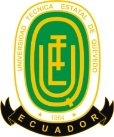 UNIVERSIDAD TÉCNICA ESTATAL DE QUEVEDO
1984
ECUADOR